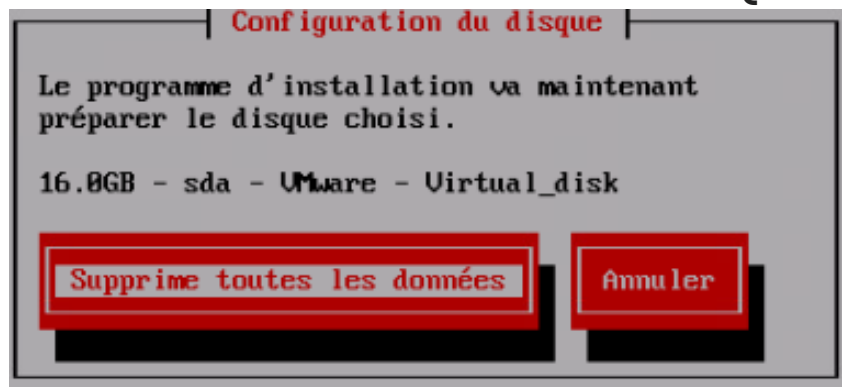 Configuration du disque
Le programme d'installation va maintenant
préparer le disque choisi.
16.0GB - sda - VMware - Virtual_disk
Supprime toutes les données Annuler